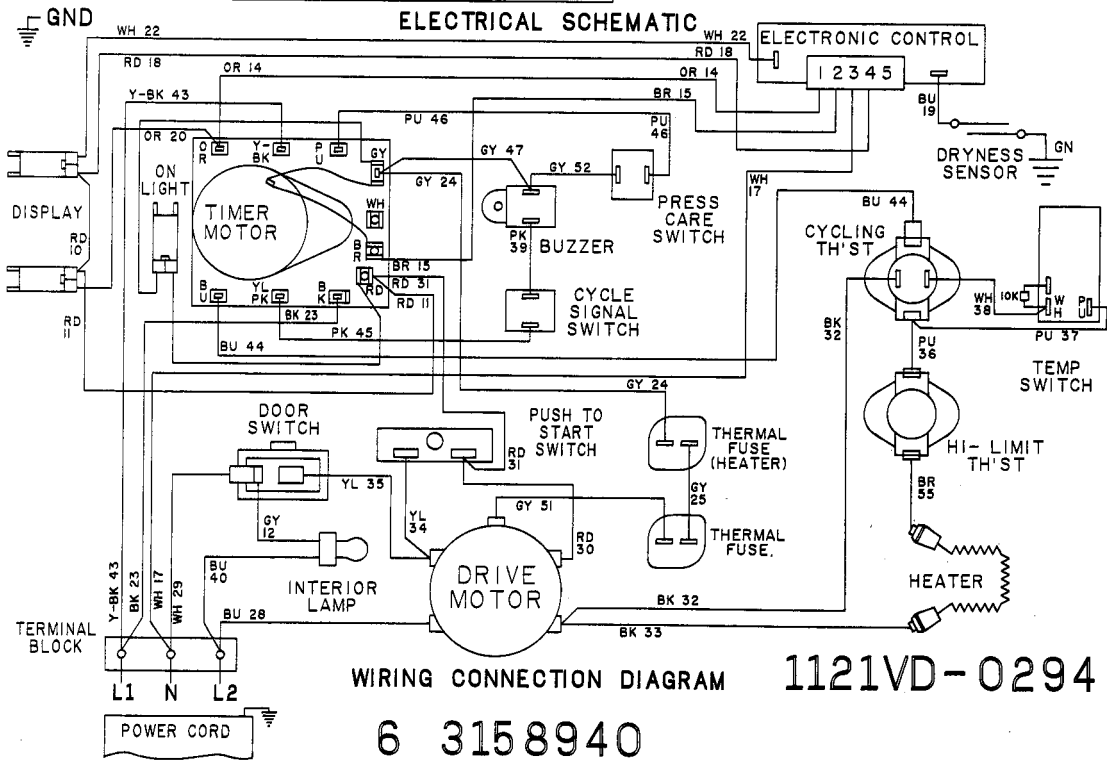 GND
ELECTRICAL SCHEMATIC
WH 22
RD 18
OR 14
Y-BK 43
OR 20
WH 22
RD 18
OR 14
BR 15
ELECTRONIC CONTROL
1 2 3 4 5
BU
19
DRYNESS
SENSOR
GN
DISPLAY
RD
10
RD
11
ON
LIGHT
TIMER
MOTOR
O
R
Y-
BK
P
U
GY
WH
B
R
RD
B
U
YL
PK
B
K
PU 46
GY 47
GY 52
GY 24
PU
46
PRESS
CARE
SWITCH
BUZZER
PK
39
CYCLE
SIGNAL
SWITCH
BR 15
RD 31
RD 11
BK 23
PK 45
BU 44
WH
17
BU 44
CYCLING
TH'ST
BK
32
WH
38
10K
W
H
P
U
PU 37
TEMP
SWITCH
PU
36
HI-LIMIT
TH'ST
BR
55
HEATER
GY 24
THERMAL
FUSE
(HEATER)
GY
25
THERMAL
FUSE.
PUSH TO
START
SWITCH
RD
31
YL
34
GY 51
RD
30
DOOR
SWITCH
YL 35
GY
12
INTERIOR
LAMP
BU
40
DRIVE
MOTOR
BK 32
BK 33
BU 28
Y-BK 43
BK 23
WH 17
WH 29
TERMINAL
BLOCK
L1 N L2
POWER CORD
WIRING CONNECTION DIAGRAM
1121VD-0294
6 3158940